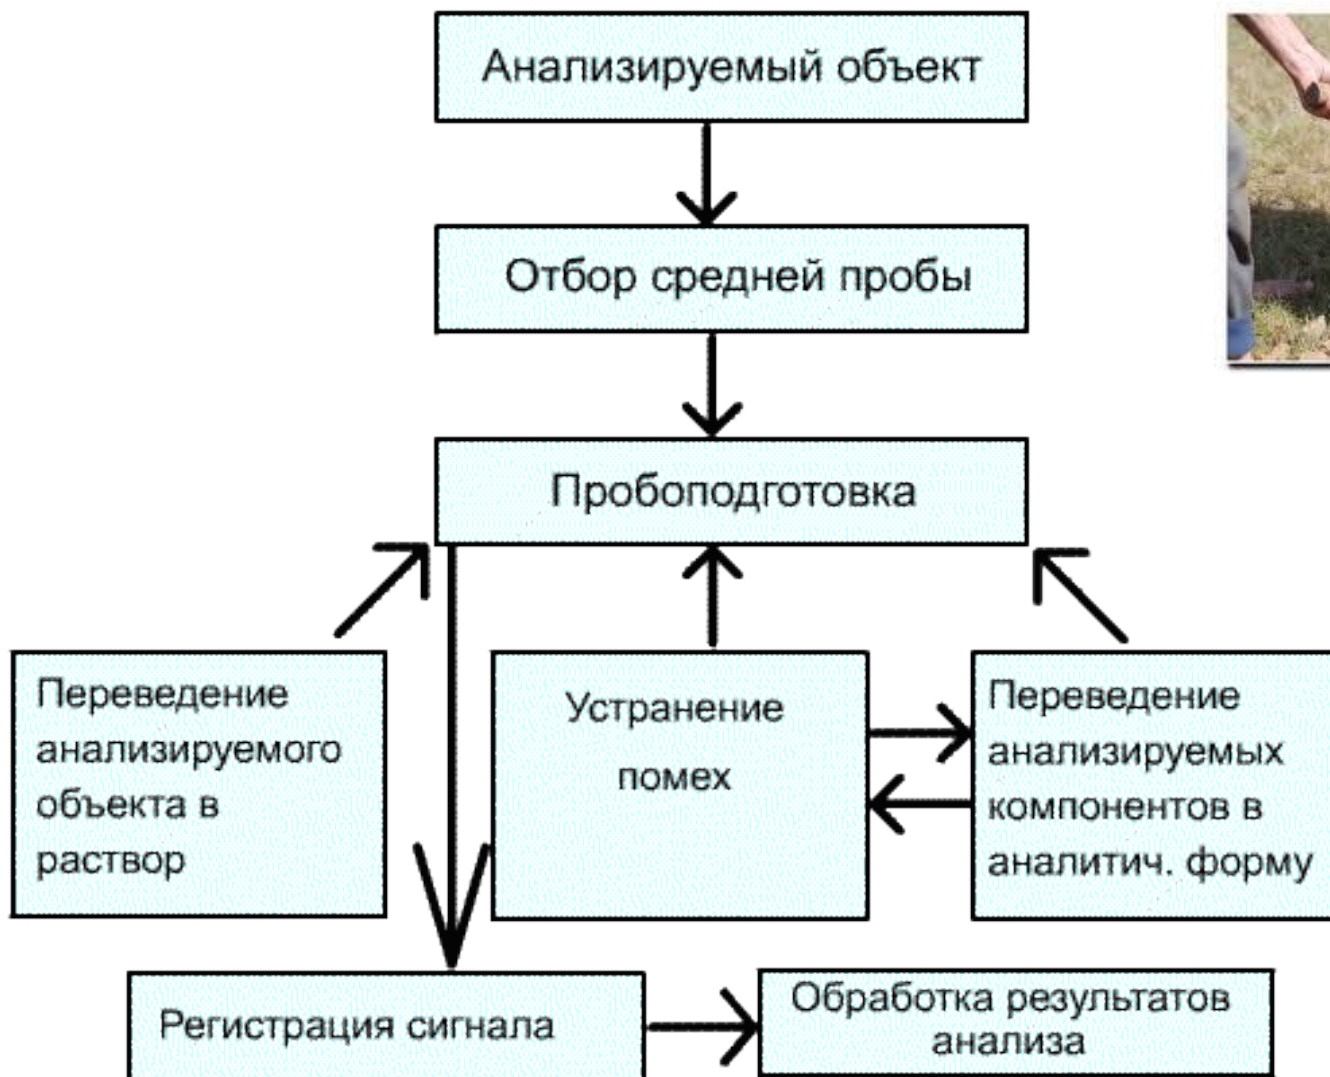 Анализируемый объект
Отбор средней пробы
Пробоподготовка
Переведение
анализируемого
объекта в
раствор
Устранение
помех
Переведение
анализируемых
компонентов в
аналитич. форму
Регистрация сигнала
Обработка результатов
анализа